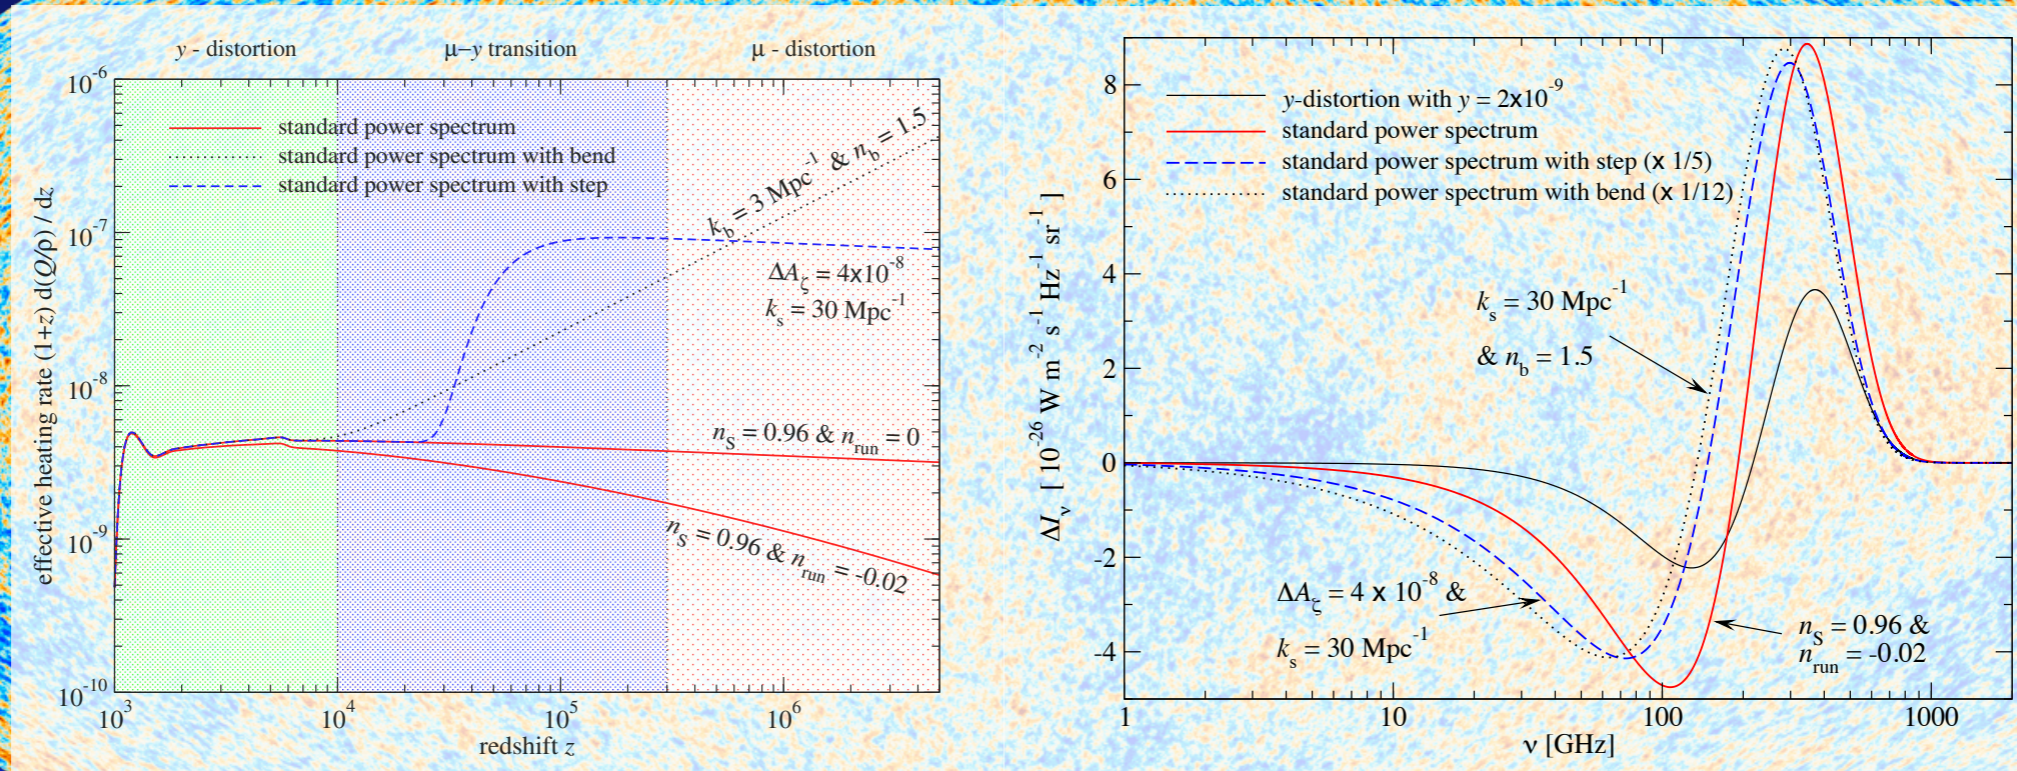 y - distortion
μ−y transition
μ - distortion
effective heating rate (1+z) d(Q/ρ) / dz
10^-6
10^-7
10^-8
10^-9
10^-10
standard power spectrum
standard power spectrum with bend
standard power spectrum with step
k_b = 3 Mpc^-1 & n_b = 1.5
ΔA_ζ = 4x10^-8
k_s = 30 Mpc^-1
n_S = 0.96 & n_run = 0
n_S = 0.96 & n_run = -0.02
10^3
10^4
10^5
10^6
redshift z
ΔI_ν [ 10^-26 W m^-2 s^-1 Hz^-1 sr^-1 ]
8
6
4
2
0
-2
-4
y-distortion with y = 2x10^-9
standard power spectrum
standard power spectrum with step (x 1/5)
standard power spectrum with bend (x 1/12)
k_s = 30 Mpc^-1
& n_b = 1.5
ΔA_ζ = 4 x 10^-8 &
k_s = 30 Mpc^-1
n_S = 0.96 &
n_run = -0.02
1
10
100
1000
ν [GHz]